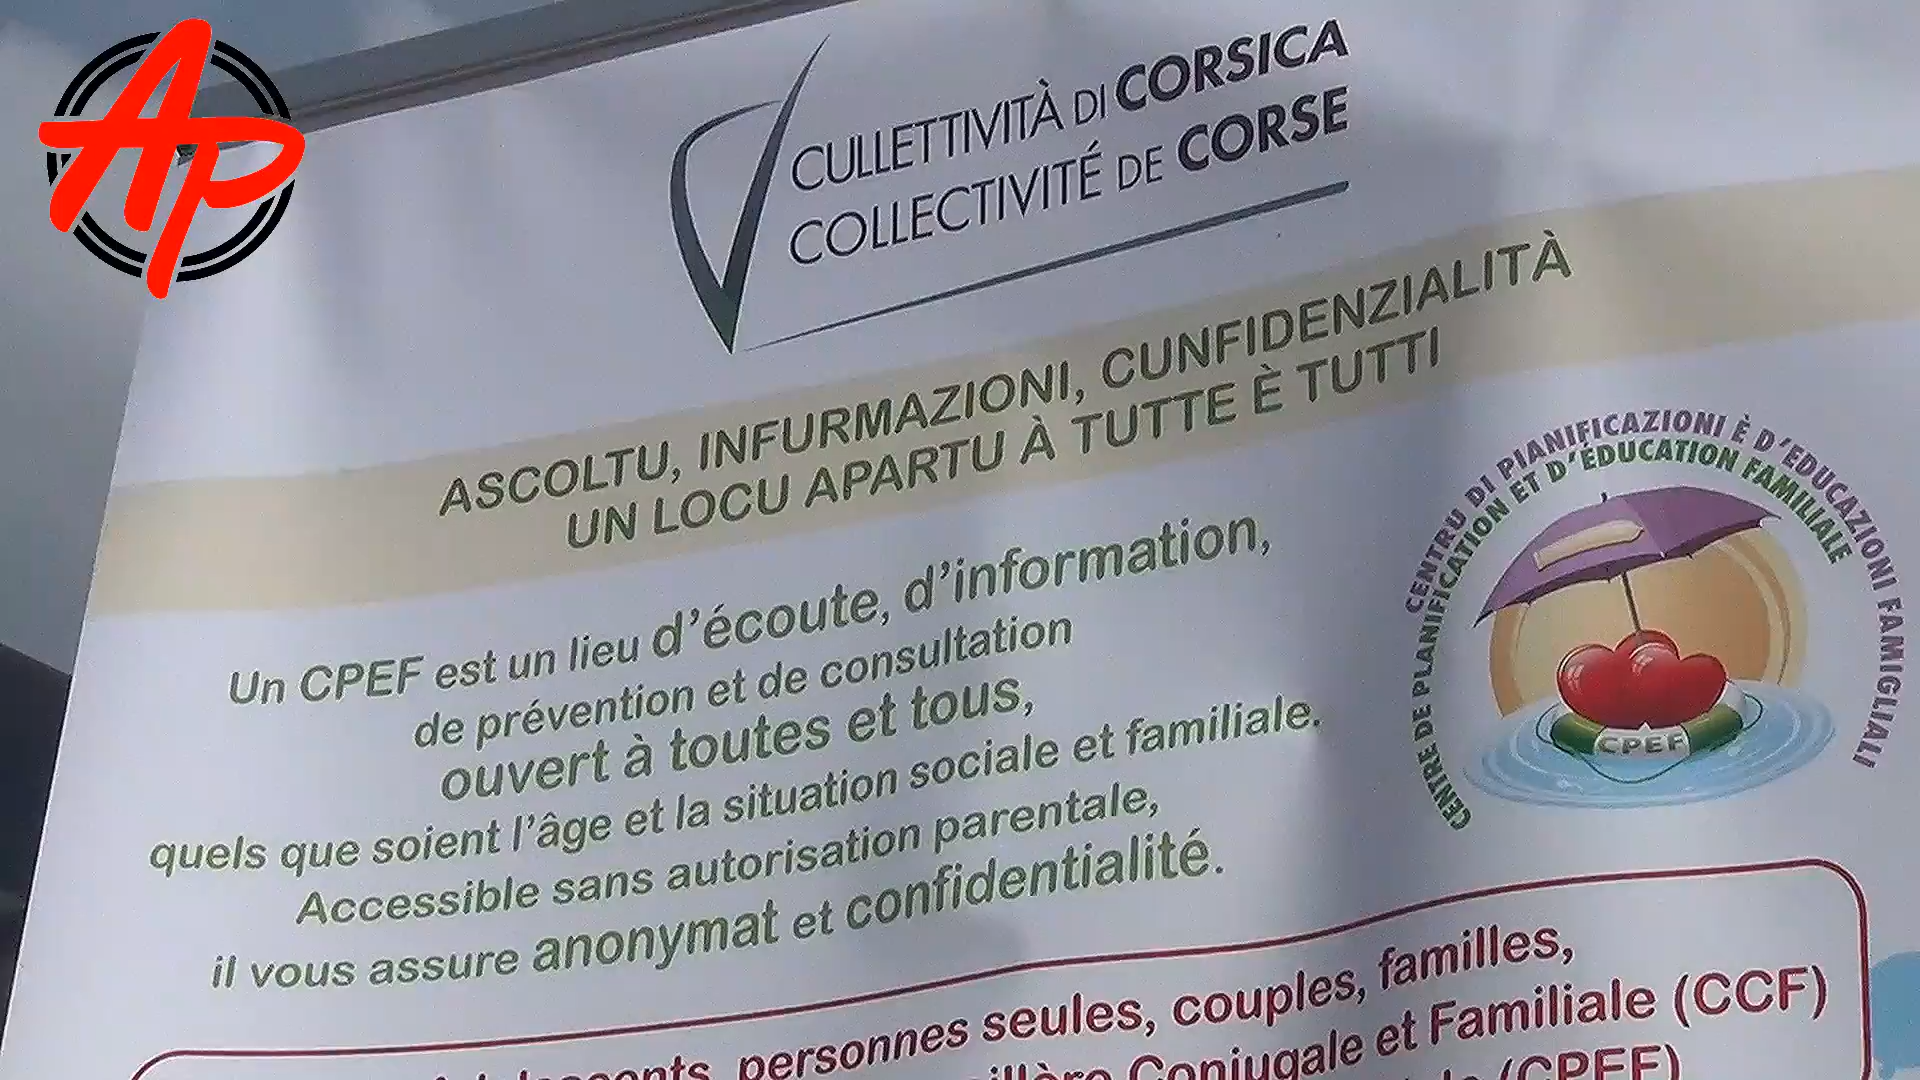 AP
CULLETTIVITÀ DI CORSICA
COLLECTIVITÉ DE CORSE
ASCOLTU, INFURMAZIONI, CUNFIDENZIALITÀ
UN LOCU APARTU À TUTTE È TUTTI
CENTRU DI PIANIFICAZIONI È D'EDUCAZIONI FAMIGLIALI
CENTRE DE PLANIFICATION ET D'ÉDUCATION FAMILIALE
CPEF
Un CPEF est un lieu d'écoute, d'information,
de prévention et de consultation
ouvert à toutes et tous,
quels que soient l'âge et la situation sociale et familiale.
Accessible sans autorisation parentale,
il vous assure anonymat et confidentialité.
personnes seules, couples, familles,
Conjugale et Familiale (CCF)
(CPEF)